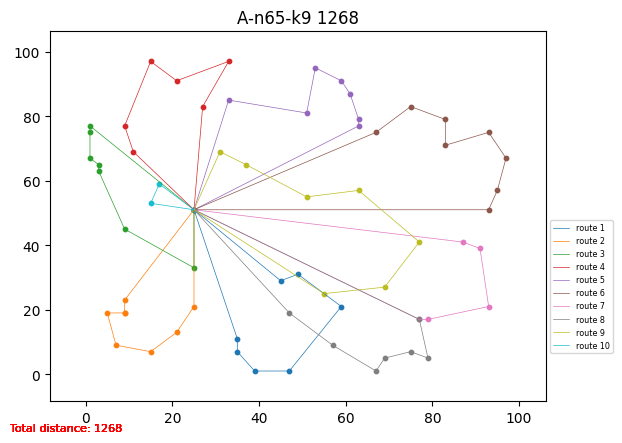 A-n65-k9 1268
100
80
60
40
20
0
0 20 40 60 80 100
route 1
route 2
route 3
route 4
route 5
route 6
route 7
route 8
route 9
route 10
Total distance: 1268